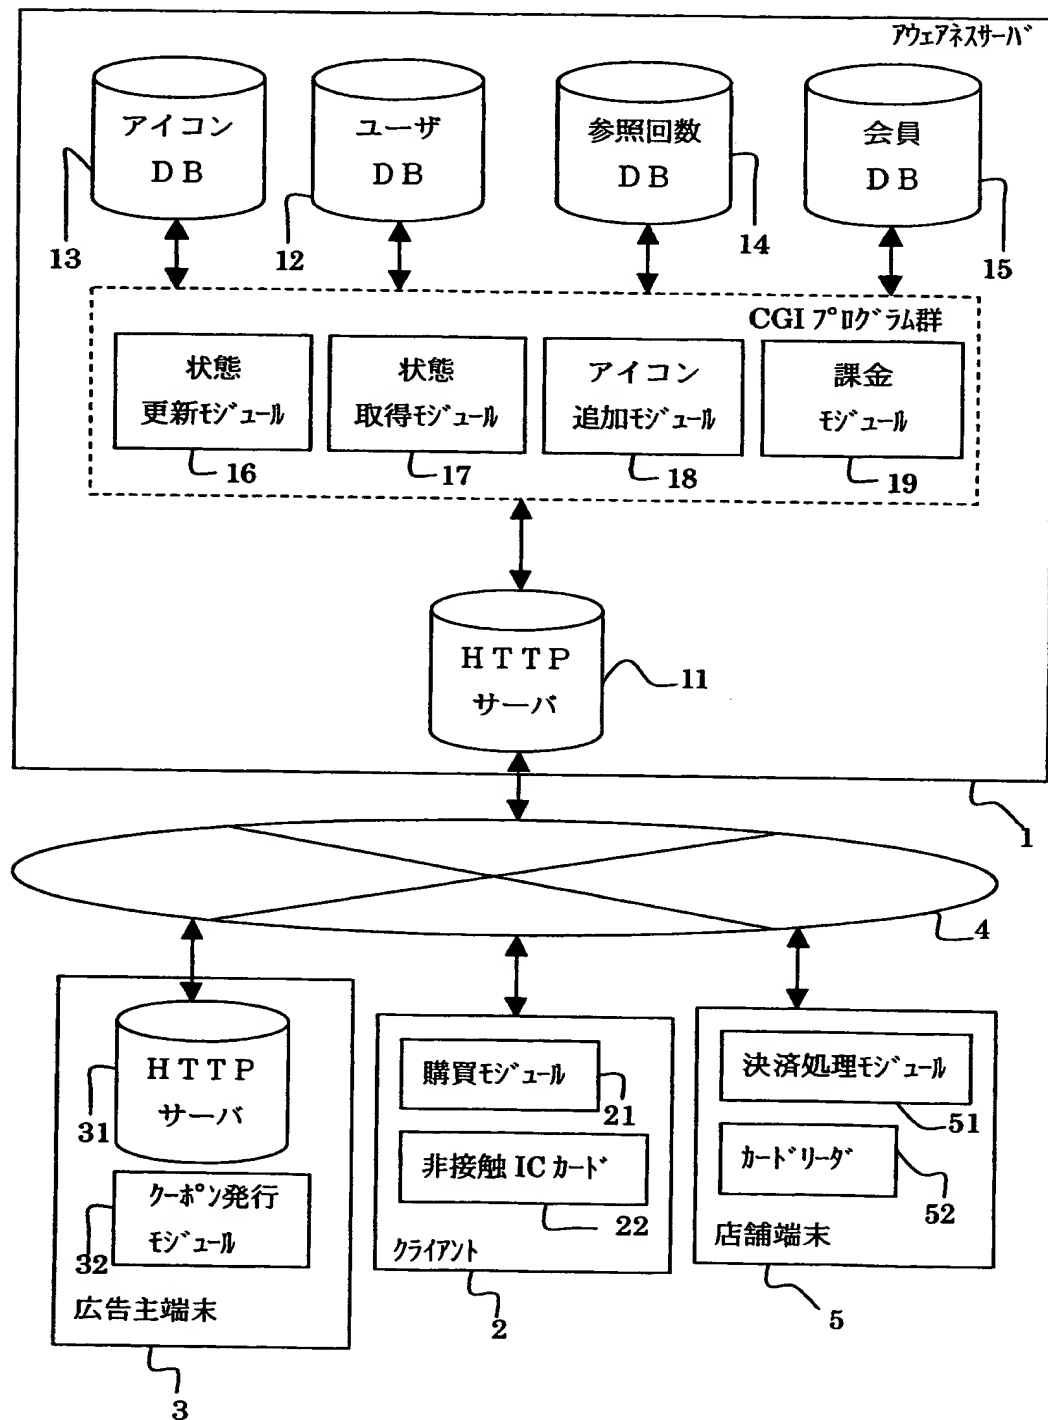 アウェアネスサーバ
アイコン
DB
ユーザ
DB
参照回数
DB
会員
DB
13
12
14
15
CGIプログラム群
状態
更新モジュール
状態
取得モジュール
アイコン
追加モジュール
課金
モジュール
16
17
18
19
HTTP
サーバ
11
1
4
HTTP
サーバ
31
クーポン発行
モジュール
32
広告主端末
3
購買モジュール
21
非接触ICカード
22
クライアント
2
決済処理モジュール
51
カードリーダ
52
店舗端末
5